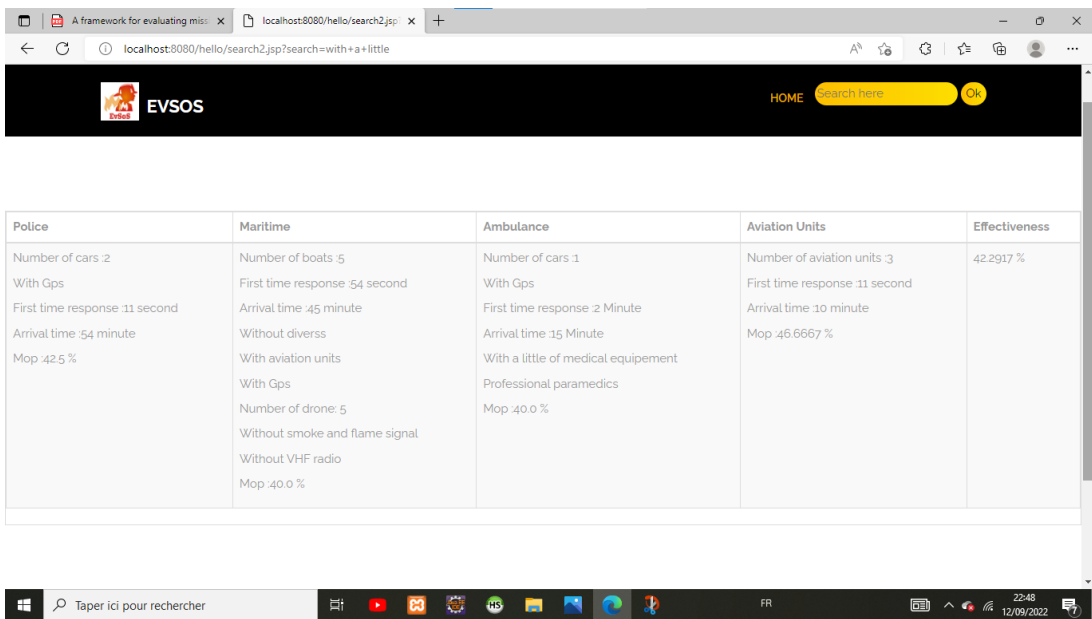 A framework for evaluating miss
localhost:8080/hello/search2.jsp
localhost:8080/hello/search2.jsp?search=with+a+little
EvSoS
EVSOS
HOME
Search here
Ok
Police
Maritime
Ambulance
Aviation Units
Effectiveness
Number of cars :2
With Gps
First time response :11 second
Arrival time :54 minute
Mop :42.5 %
Number of boats :5
First time response :54 second
Arrival time :45 minute
Without diverss
With aviation units
With Gps
Number of drone: 5
Without smoke and flame signal
Without VHF radio
Mop :40.0 %
Number of cars :1
With Gps
First time response :2 Minute
Arrival time :15 Minute
With a little of medical equipement
Professional paramedics
Mop :40.0 %
Number of aviation units :3
First time response :11 second
Arrival time :10 minute
Mop :46.6667 %
42.2917 %
Taper ici pour rechercher
HS
FR
22:48
12/09/2022